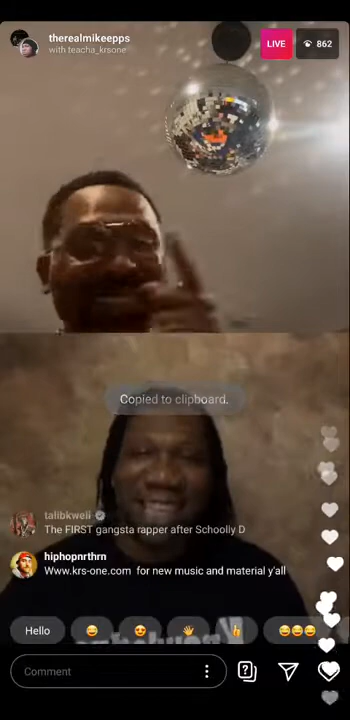 therealmikeepps
with teacha_krsone
LIVE
862
Copied to clipboard.
talibkweli
The FIRST gangsta rapper after Schoolly D
hiphopnrthrn
Www.krs-one.com for new music and material y'all
Hello
Comment